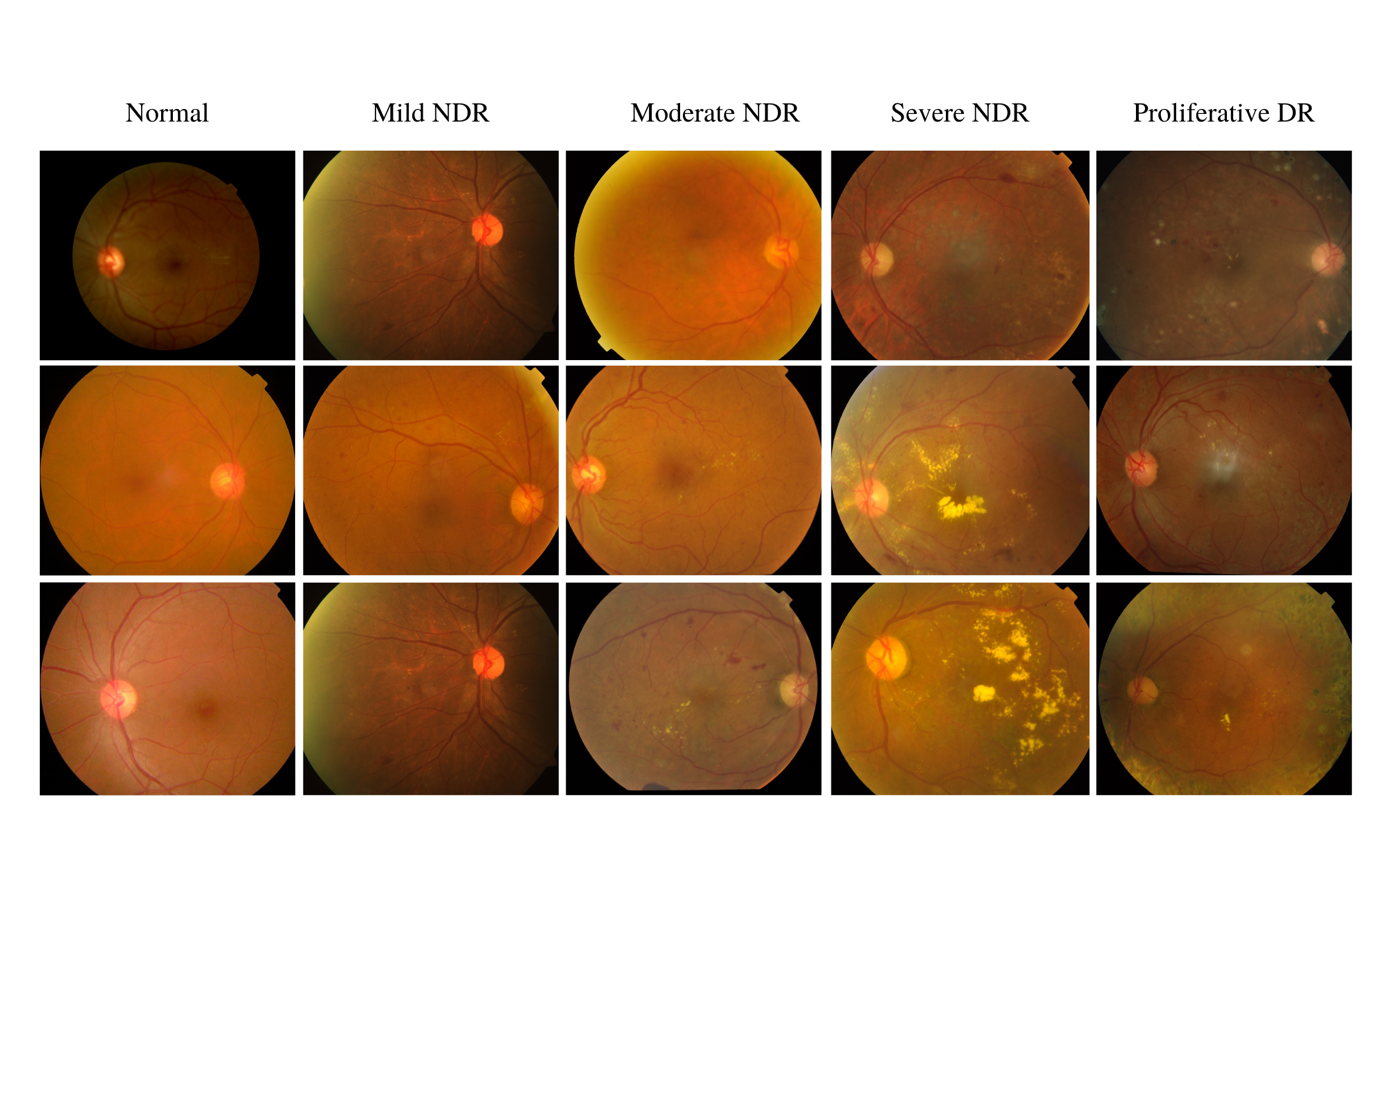 Normal
Mild NDR
Moderate NDR
Severe NDR
Proliferative DR